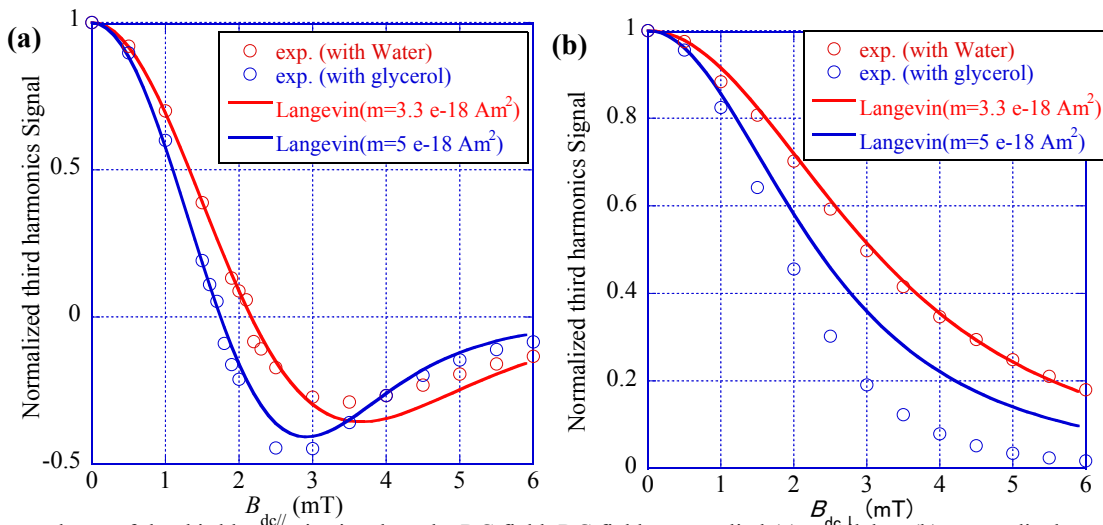 (a)
Normalized third harmonics Signal
1
0.5
0
-0.5
0 1 2 3 4 5 6
B dc// (mT)
exp. (with Water)
exp. (with glycerol)
Langevin(m=3.3 e-18 Am²)
Langevin(m=5 e-18 Am²)
(b)
Normalized third harmonics Signal
1
0.8
0.6
0.4
0.2
0
0 1 2 3 4 5 6
B dc⊥ (mT)
exp. (with Water)
exp. (with glycerol)
Langevin(m=3.3 e-18 Am²)
Langevin(m=5 e-18 Am²)